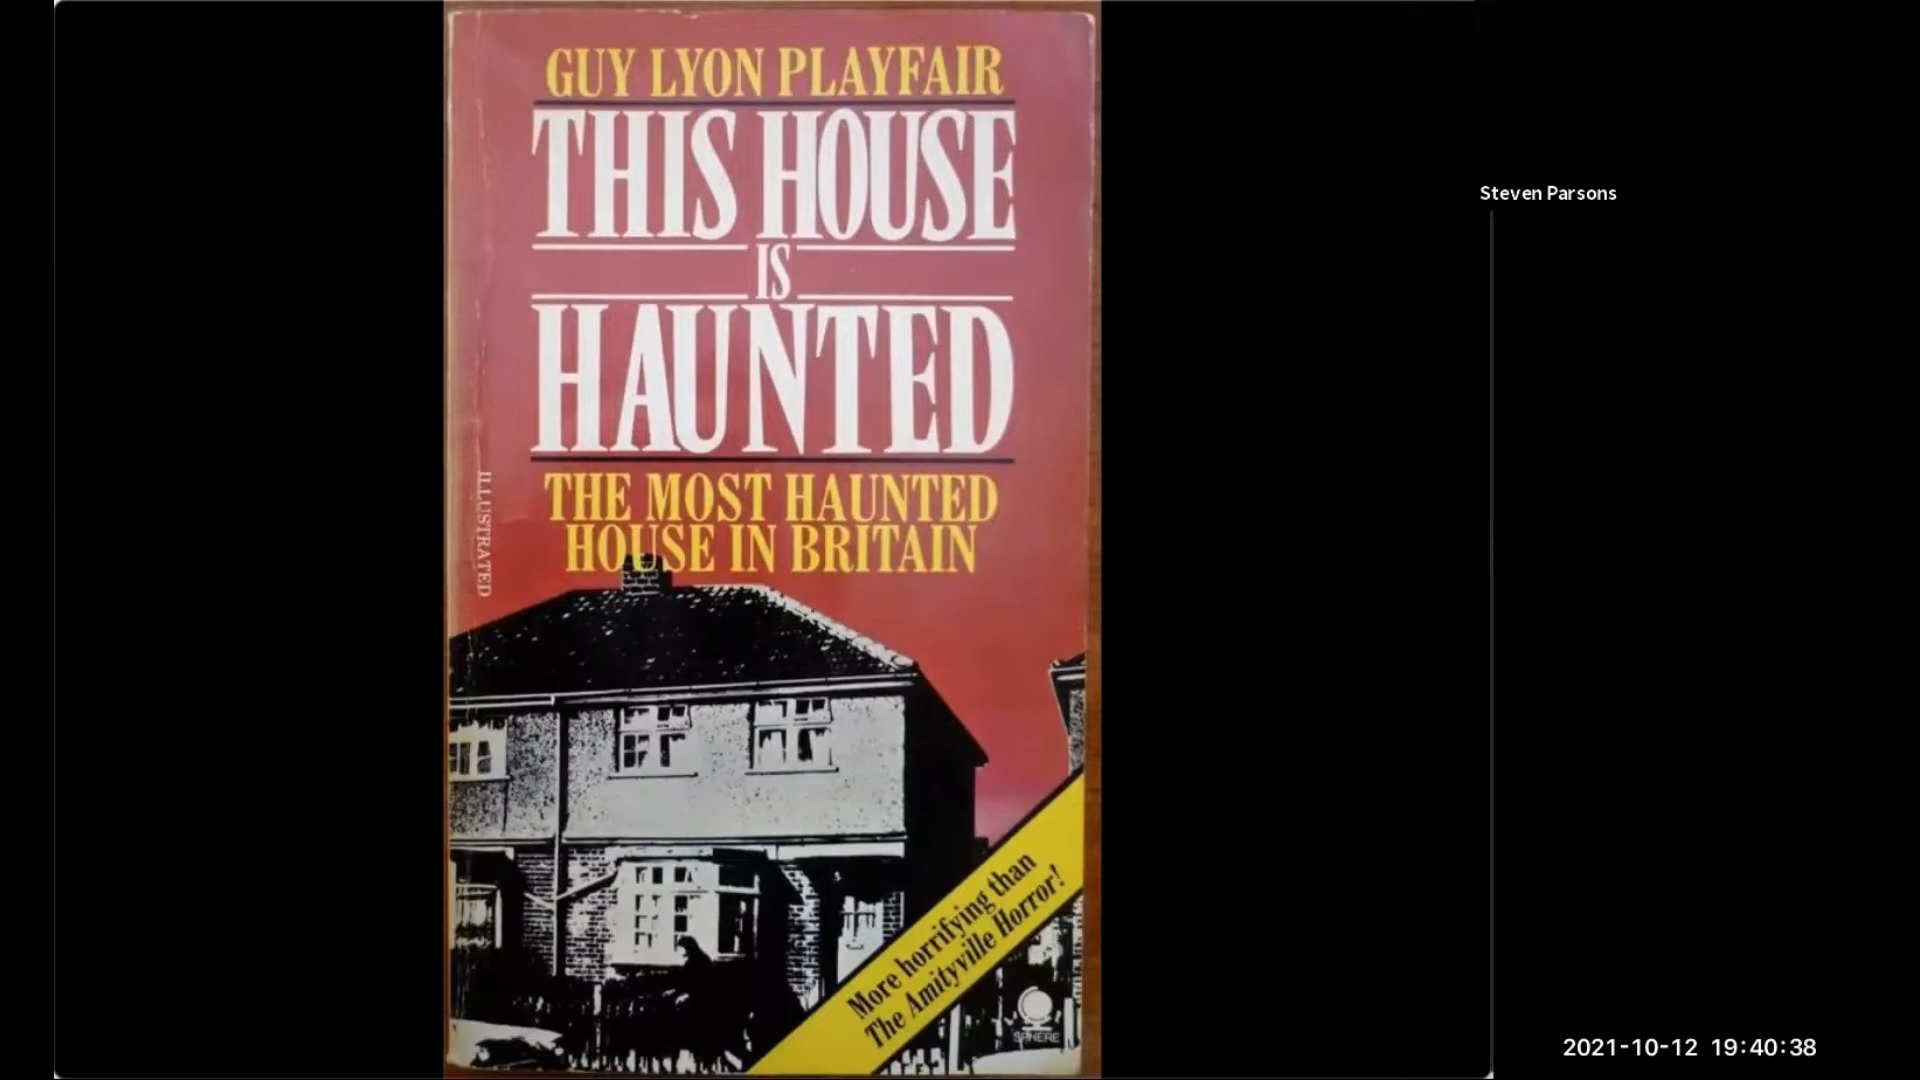 GUY LYON PLAYFAIR
THIS HOUSE
IS
HAUNTED
THE MOST HAUNTED
HOUSE IN BRITAIN
ILLUSTRATED
More horrifying than
The Amityville Horror!
SPHERE
Steven Parsons
2021-10-12 19:40:38